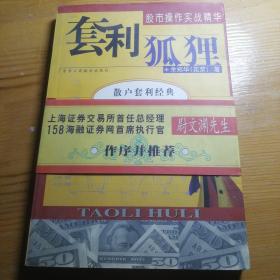 股市操作实战精华
套利
狐狸
散户套利经典
上海证券交易所首任总经理
158海融证券网首席执行官
尉文渊先生
作序并推荐
TAOLI HULI